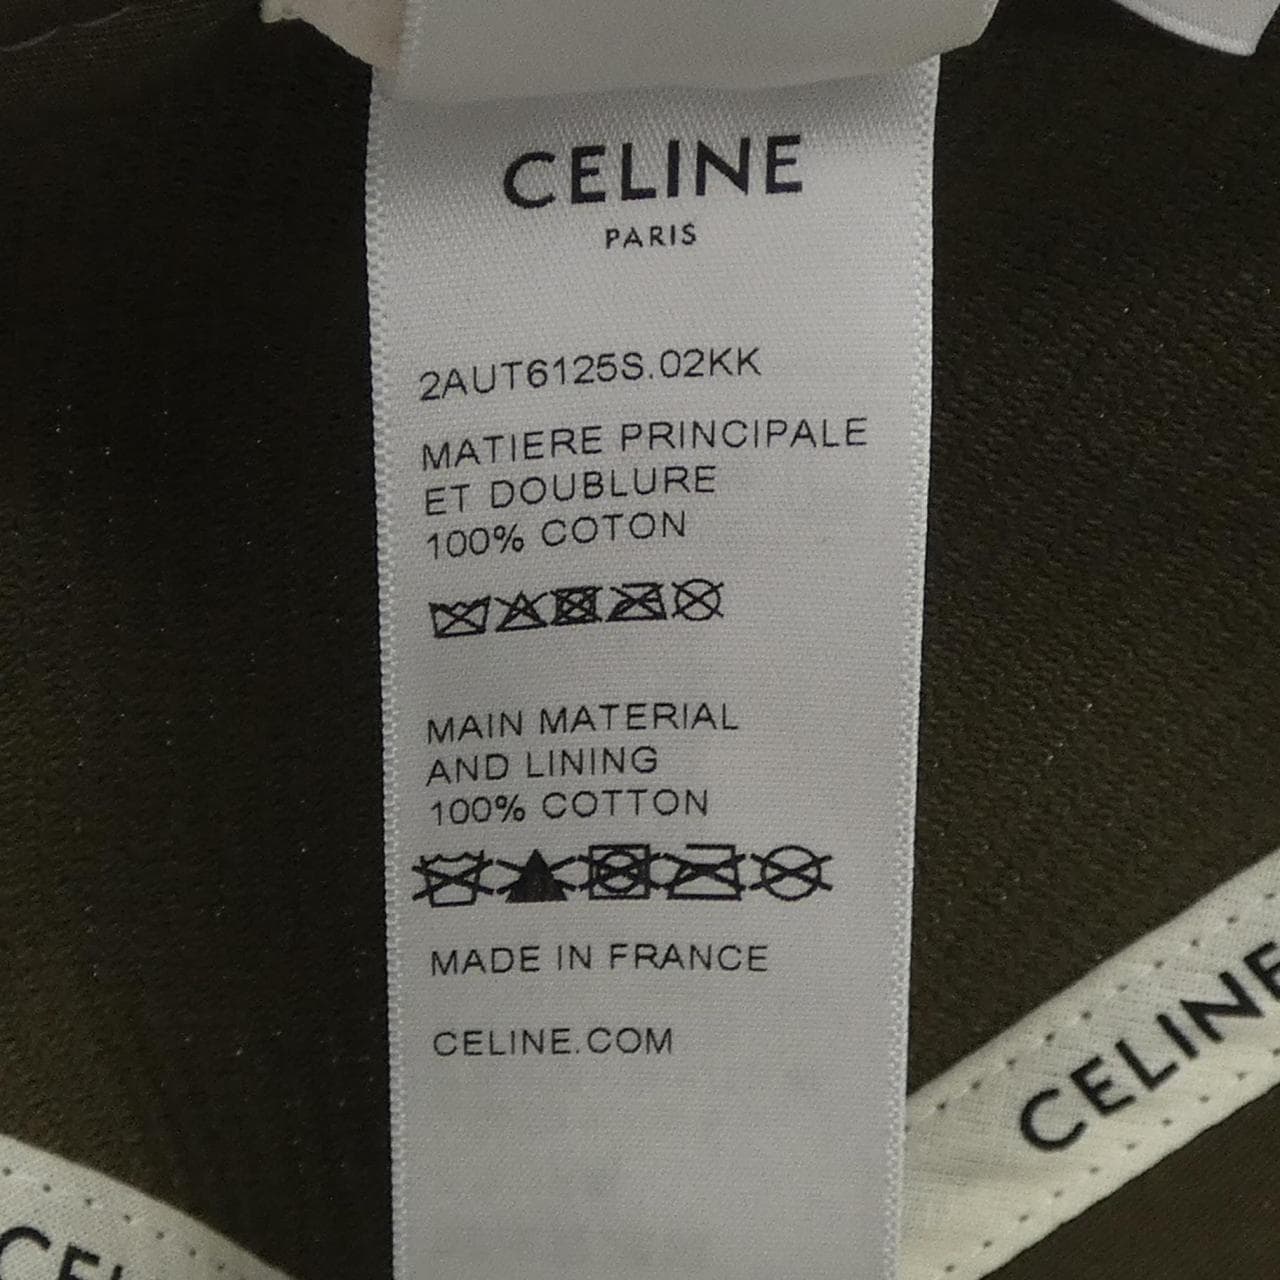 CELINE
PARIS
2AUT6125S.02KK
MATIERE PRINCIPALE
ET DOUBLURE
100% COTON
MAIN MATERIAL
AND LINING
100% COTTON
MADE IN FRANCE
CELINE.COM
CELINE
CEL